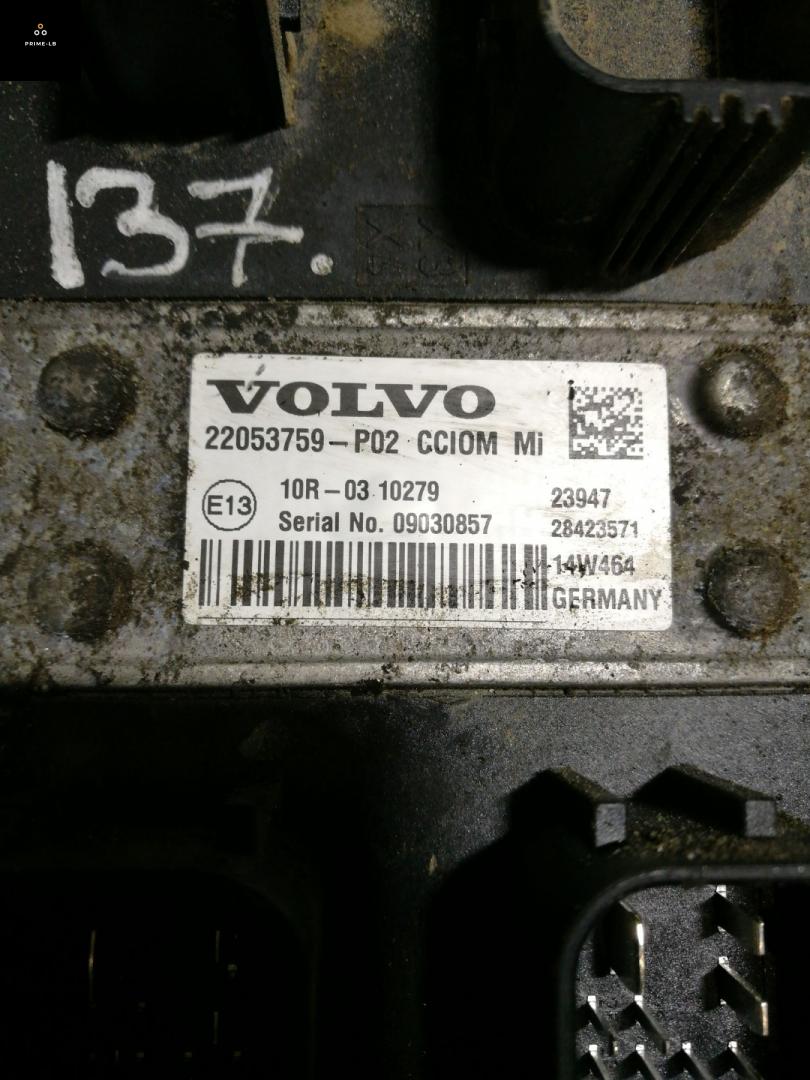 PRIME-LB
137.
VOLVO
22053759-P02 CCIOM Mi
E13
10R-03 10279
23947
Serial No. 09030857
28423571
14W464
GERMANY